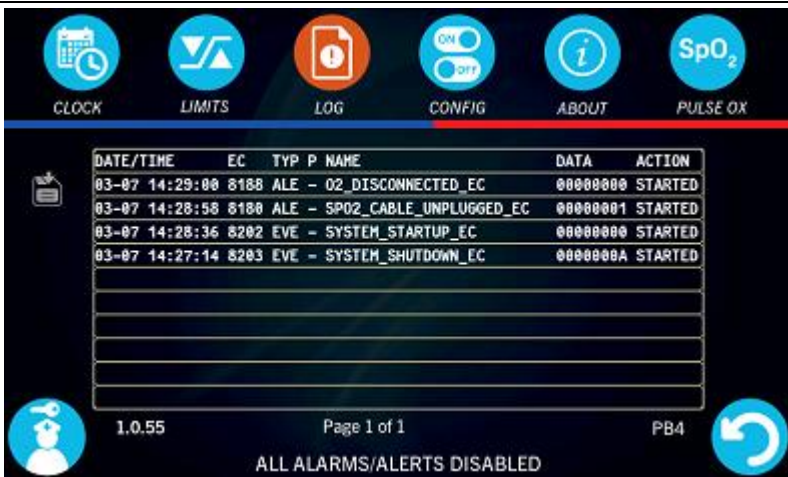 ON
OFF
i
SpO₂
CLOCK LIMITS LOG CONFIG ABOUT PULSE OX
DATE/TIME EC TYP P NAME DATA ACTION
03-07 14:29:00 8188 ALE – O2_DISCONNECTED_EC 00000000 STARTED
03-07 14:28:58 8180 ALE – SPO2_CABLE_UNPLUGGED_EC 00000001 STARTED
03-07 14:28:36 8202 EVE – SYSTEM_STARTUP_EC 00000000 STARTED
03-07 14:27:14 8203 EVE – SYSTEM_SHUTDOWN_EC 0000000A STARTED
1.0.55 Page 1 of 1 PB4
ALL ALARMS/ALERTS DISABLED